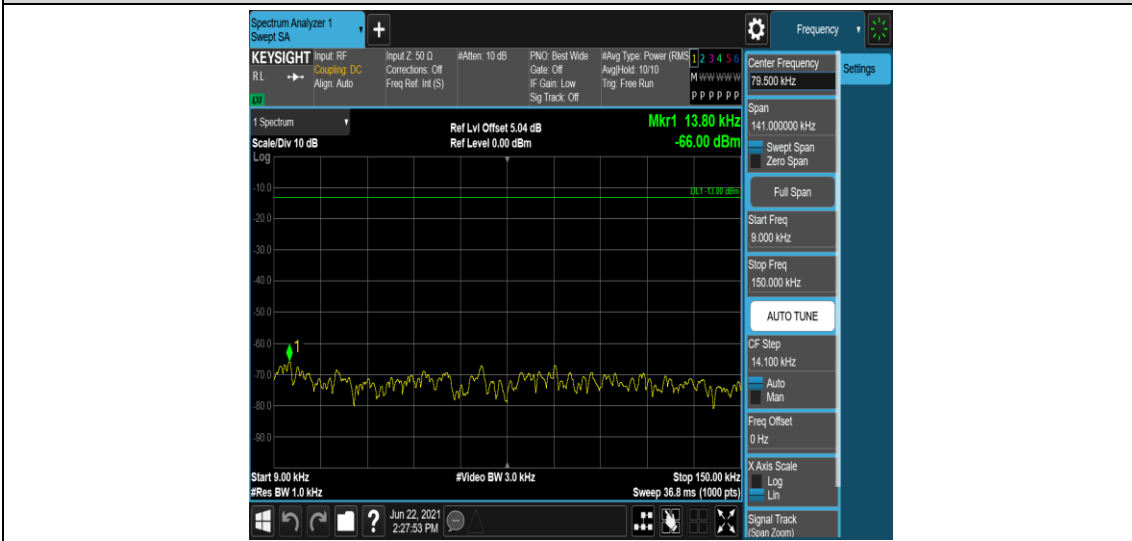 Spectrum Analyzer 1
Swept SA
Frequency
KEYSIGHT
RL
LXI
Input: RF
Coupling: DC
Align: Auto
Input Z: 50 Ω
Corrections: Off
Freq Ref: Int (S)
#Atten: 10 dB
PNO: Best Wide
Gate: Off
IF Gain: Low
Sig Track: Off
#Avg Type: Power (RMS
Avg|Hold: 10/10
Trig: Free Run
1 2 3 4 5 6
M W W W W W
P P P P P P
Center Frequency
79.500 kHz
Settings
1 Spectrum
Scale/Div 10 dB
Log
Ref Lvl Offset 5.04 dB
Ref Level 0.00 dBm
Mkr1 13.80 kHz
-66.00 dBm
Span
141.000000 kHz
Swept Span
Zero Span
Full Span
Start Freq
9.000 kHz
Stop Freq
150.000 kHz
AUTO TUNE
CF Step
14.100 kHz
Auto
Man
Freq Offset
0 Hz
X Axis Scale
Log
Lin
Signal Track
(Span Zoom)
DL1 -13.00 dBm
-10.0
-20.0
-30.0
-40.0
-50.0
-60.0
-70.0
-80.0
-90.0
1
Start 9.00 kHz
#Video BW 3.0 kHz
Stop 150.00 kHz
#Res BW 1.0 kHz
Sweep 36.8 ms (1000 pts)
?
Jun 22, 2021
2:27:53 PM